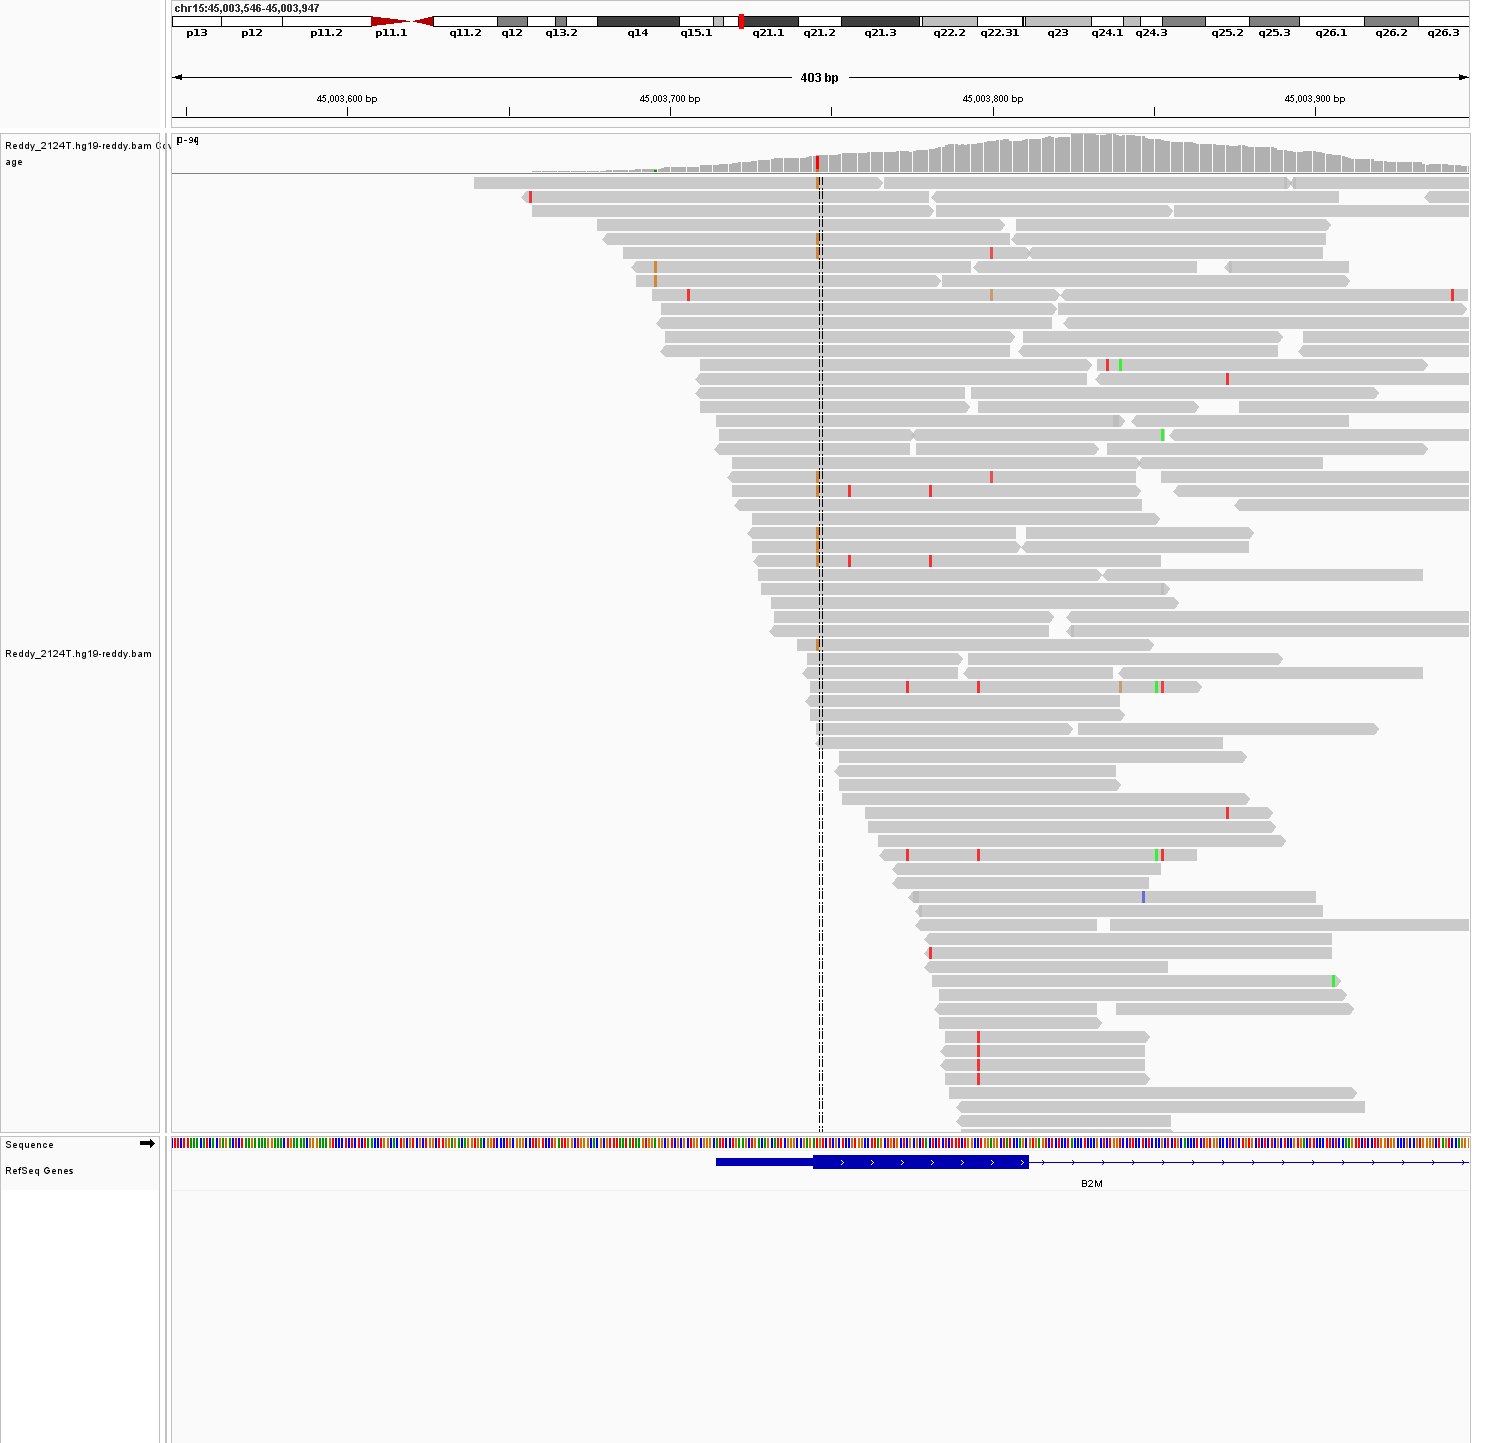 chr15:45,003,546-45,003,947
p13 p12 p11.2 p11.1 q11.2 q12 q13.2 q14 q15.1 q21.1 q21.2 q21.3 q22.2 q22.31 q23 q24.1 q24.3 q25.2 q25.3 q26.1 q26.2 q26.3
403 bp
45,003,600 bp 45,003,700 bp 45,003,800 bp 45,003,900 bp
[0-94]
Reddy_2124T.hg19-reddy.bam Cov
age
Reddy_2124T.hg19-reddy.bam
Sequence
RefSeq Genes
B2M